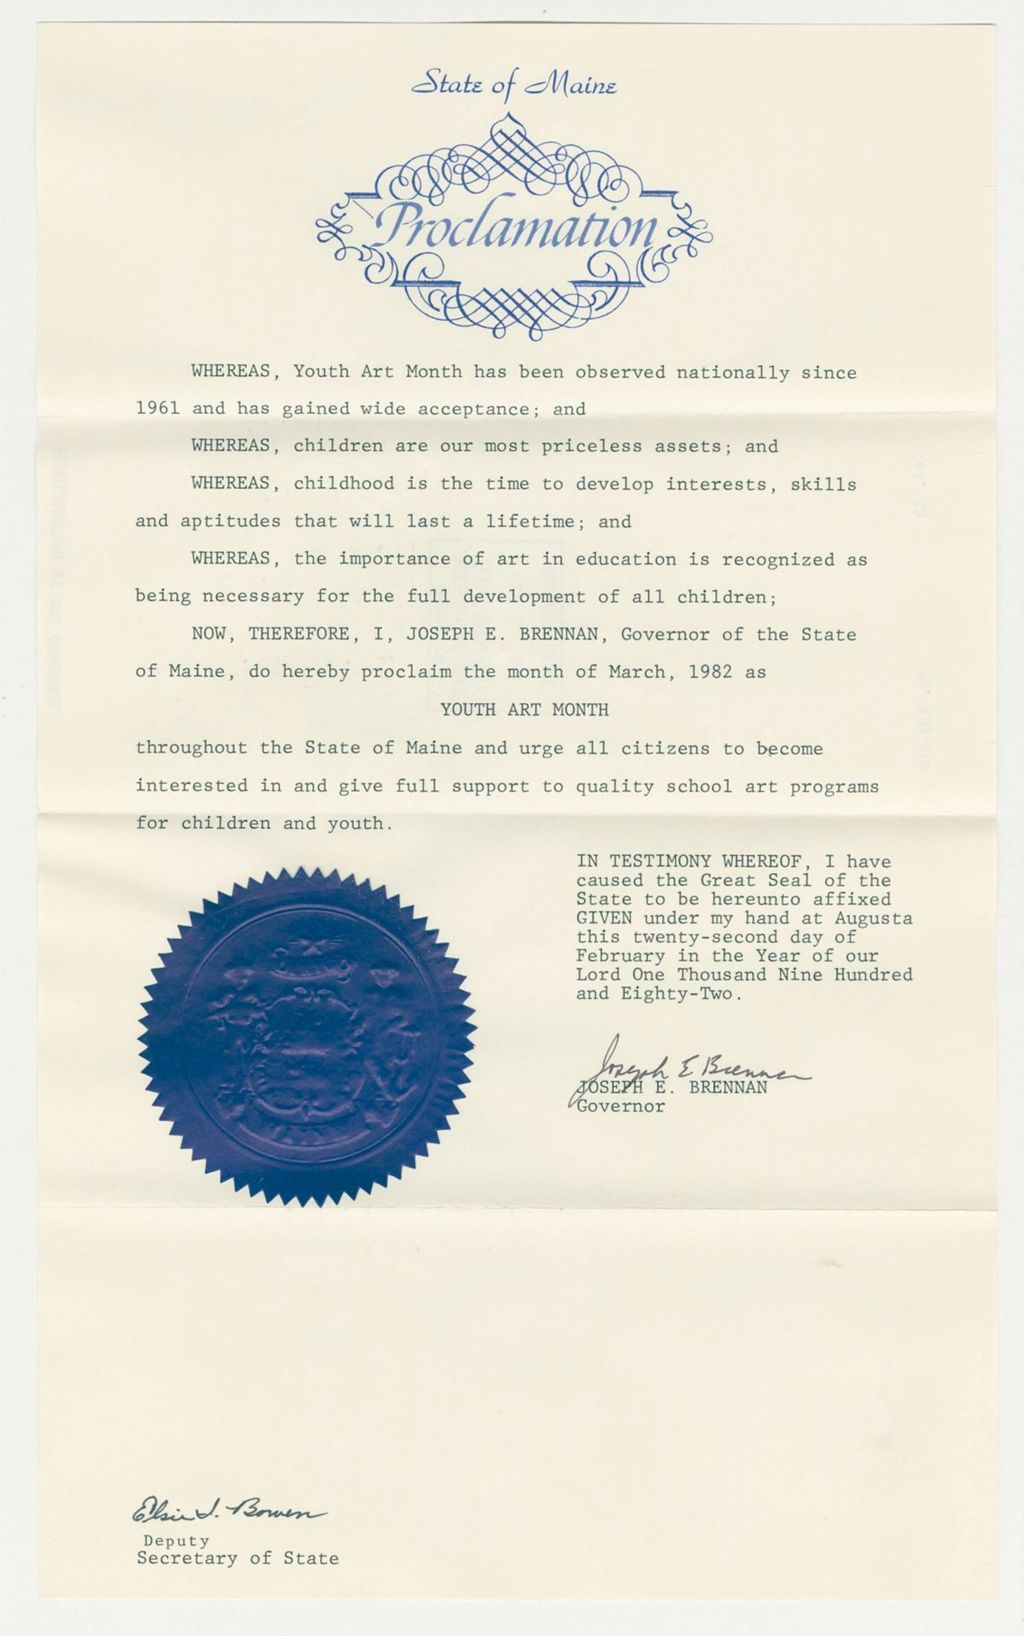 State of Maine
Proclamation
WHEREAS, Youth Art Month has been observed nationally since
1961 and has gained wide acceptance; and
WHEREAS, children are our most priceless assets; and
WHEREAS, childhood is the time to develop interests, skills
and aptitudes that will last a lifetime; and
WHEREAS, the importance of art in education is recognized as
being necessary for the full development of all children;
NOW, THEREFORE, I, JOSEPH E. BRENNAN, Governor of the State
of Maine, do hereby proclaim the month of March, 1982 as
YOUTH ART MONTH
throughout the State of Maine and urge all citizens to become
interested in and give full support to quality school art programs
for children and youth.
IN TESTIMONY WHEREOF, I have
caused the Great Seal of the
State to be hereunto affixed
GIVEN under my hand at Augusta
this twenty-second day of
February in the Year of our
Lord One Thousand Nine Hundred
and Eighty-Two.
Joseph E Brennan
JOSEPH E. BRENNAN
Governor
Elsie I. Bowen
Deputy
Secretary of State